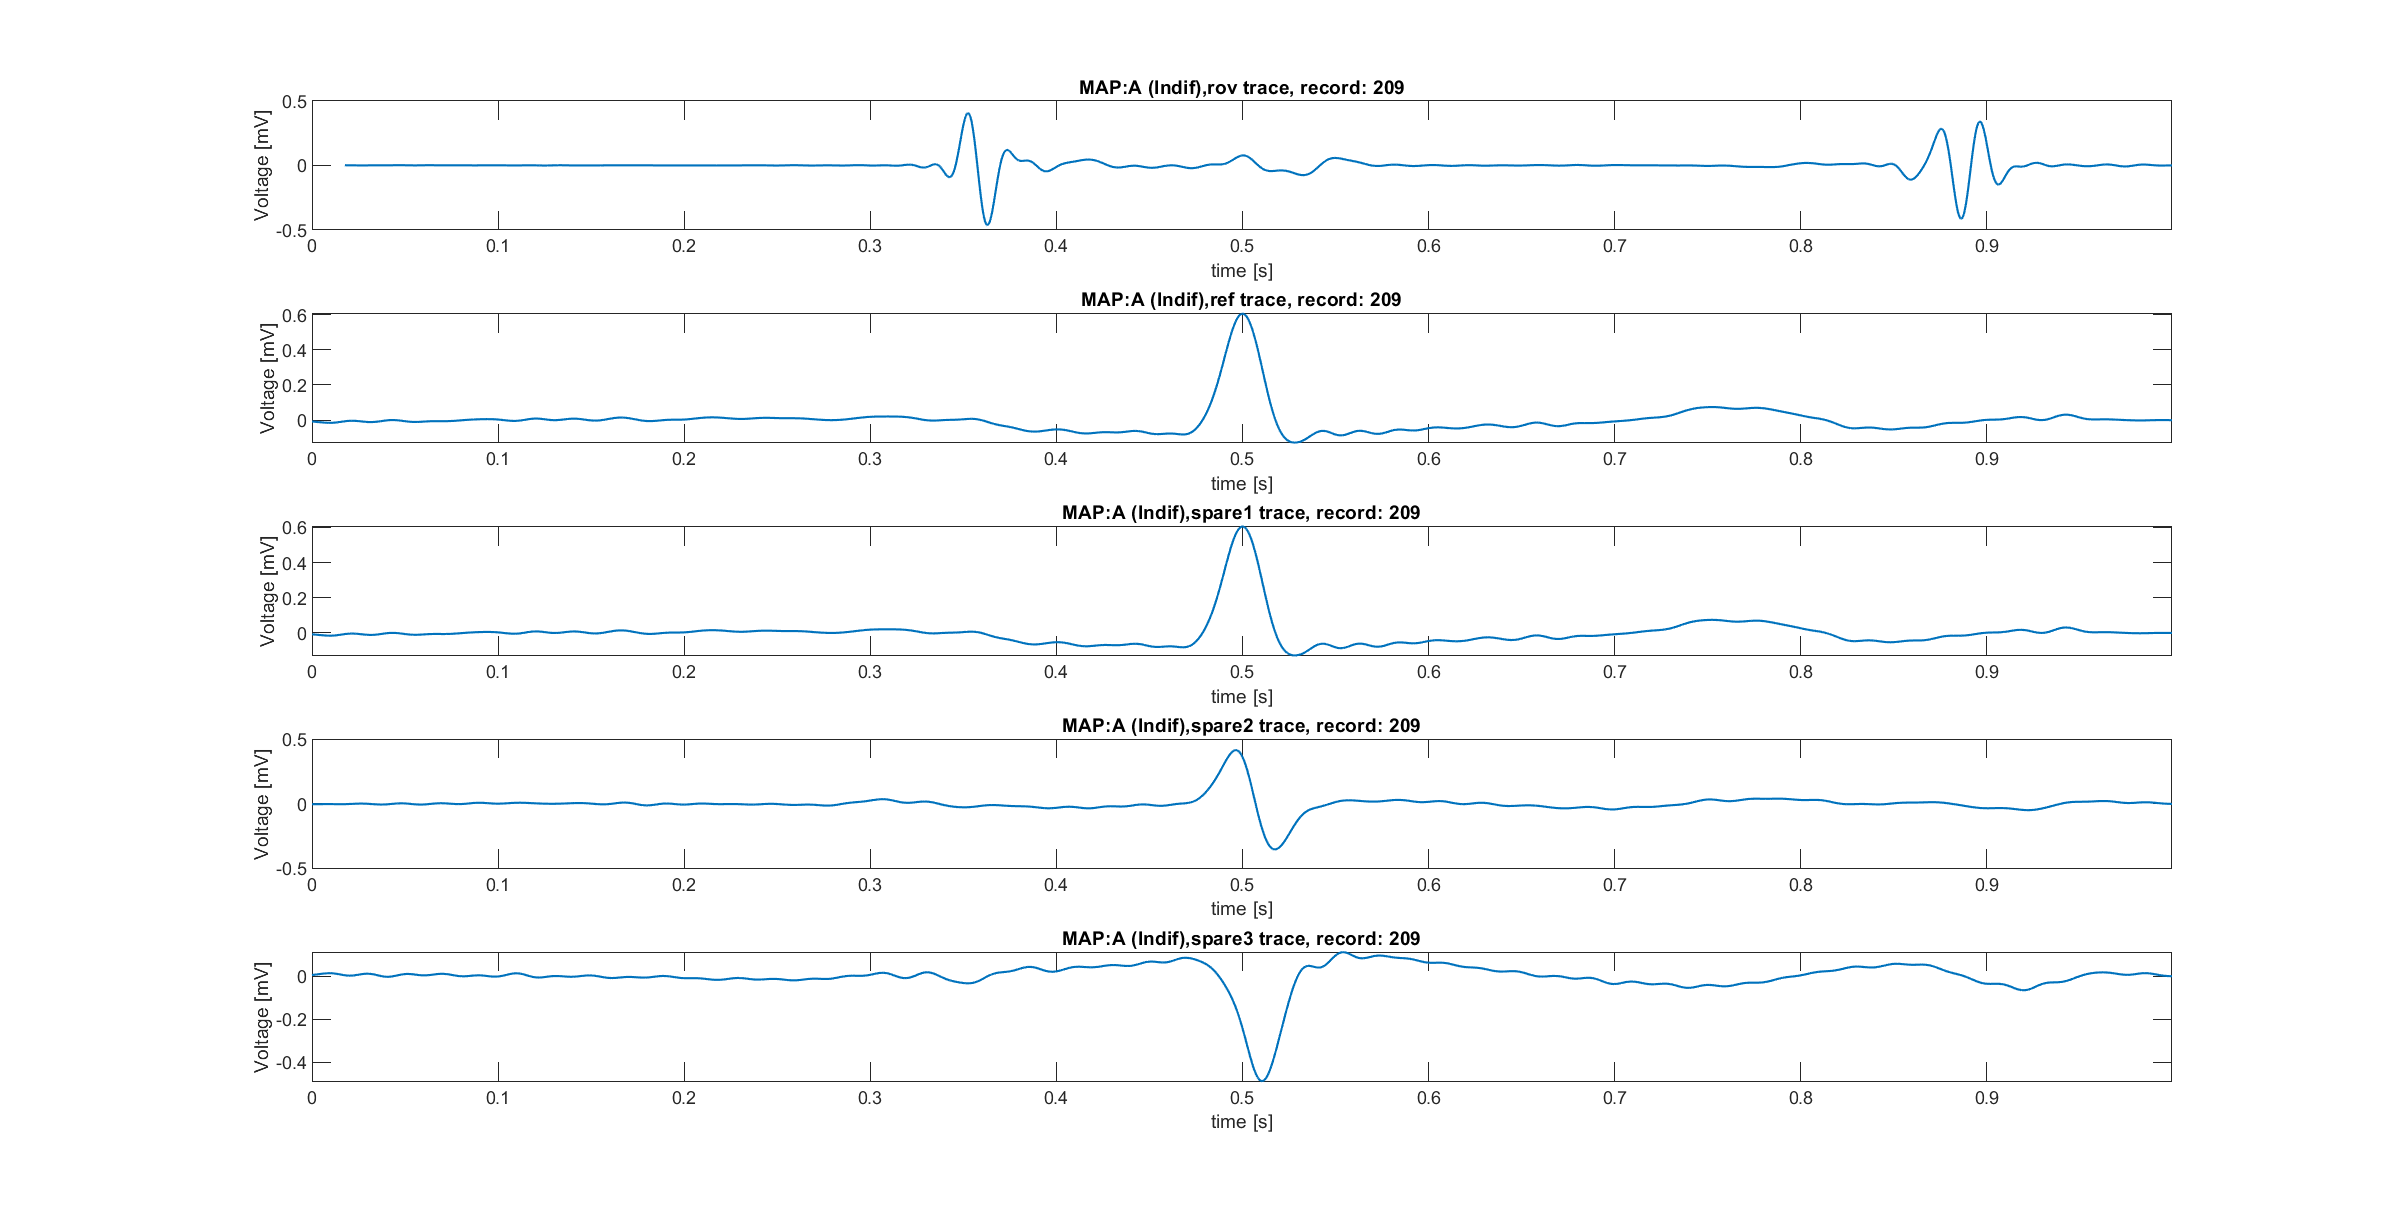 MAP:A (Indif),rov trace, record: 209
Voltage [mV]
0.5
0
-0.5
0 0.1 0.2 0.3 0.4 0.5 0.6 0.7 0.8 0.9
time [s]
MAP:A (Indif),ref trace, record: 209
Voltage [mV]
0.6
0.4
0.2
0
0 0.1 0.2 0.3 0.4 0.5 0.6 0.7 0.8 0.9
time [s]
MAP:A (Indif),spare1 trace, record: 209
Voltage [mV]
0.6
0.4
0.2
0
0 0.1 0.2 0.3 0.4 0.5 0.6 0.7 0.8 0.9
time [s]
MAP:A (Indif),spare2 trace, record: 209
Voltage [mV]
0.5
0
-0.5
0 0.1 0.2 0.3 0.4 0.5 0.6 0.7 0.8 0.9
time [s]
MAP:A (Indif),spare3 trace, record: 209
Voltage [mV]
0
-0.2
-0.4
0 0.1 0.2 0.3 0.4 0.5 0.6 0.7 0.8 0.9
time [s]